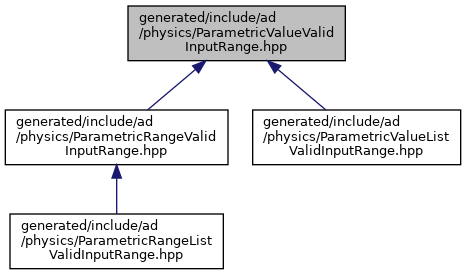 generated/include/ad
/physics/ParametricValueValid
InputRange.hpp
generated/include/ad
/physics/ParametricRangeValid
InputRange.hpp
generated/include/ad
/physics/ParametricValueList
ValidInputRange.hpp
generated/include/ad
/physics/ParametricRangeList
ValidInputRange.hpp